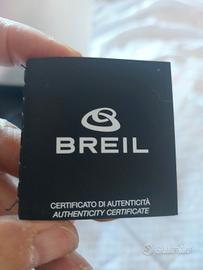 BREIL
CERTIFICATO DI AUTENTICITÀ
AUTHENTICITY CERTIFICATE